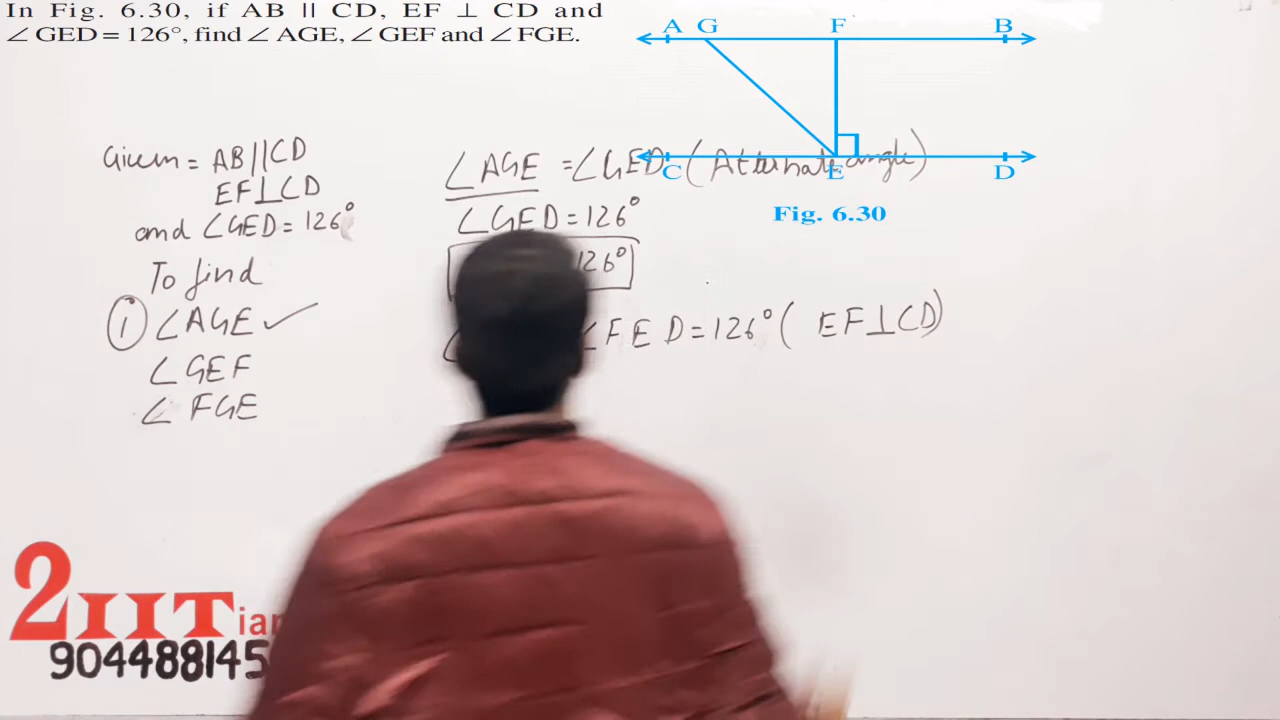 In Fig. 6.30, if AB || CD, EF ⊥ CD and
∠ GED = 126°, find ∠ AGE, ∠ GEF and ∠ FGE.
A G F B
C E D
Fig. 6.30
Given = AB||CD
EF⊥CD
and ∠GED = 126°
To find
① ∠AGE ✓
∠GEF
∠ FGE
∠AGE = ∠GED (Alternate angle)
∠GED = 126°
126°
∠FED = 126° ( EF⊥CD)
2IITian
904488145